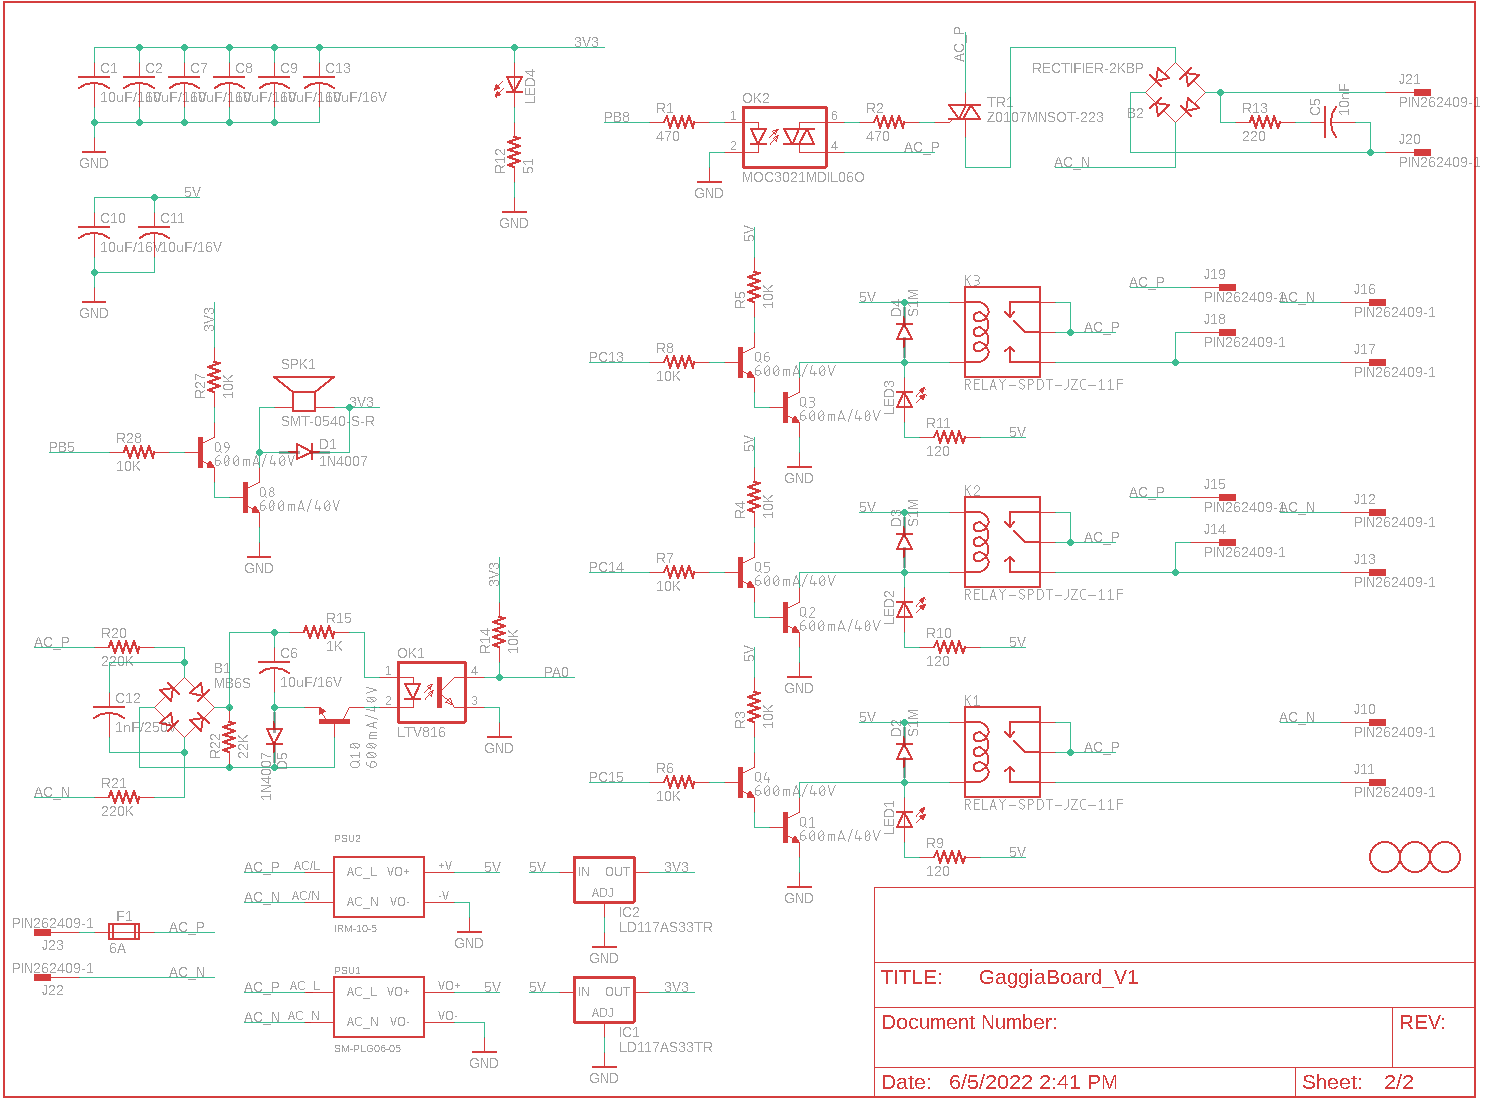 3V3
C1
C2
C7
C8
C9
C13
10uF/16V
10uF/16V
10uF/16V
10uF/16V
10uF/16V
10uF/16V
GND
LED4
R12
51
GND
5V
C10
C11
10uF/16V
10uF/16V
GND
PB8
R1
470
OK2
1
2
6
4
MOC3021MDIL06O
GND
R2
470
AC_P
AC_P
TR1
Z0107MNSOT-223
RECTIFIER-2KBP
B2
AC_N
R13
220
C5
10nF
J21
PIN262409-1
J20
PIN262409-1
3V3
R27
10K
SPK1
3V3
SMT-0540-S-R
D1
1N4007
PB5
R28
10K
Q9
600mA/40V
Q8
600mA/40V
GND
5V
R5
10K
PC13
R8
10K
Q6
600mA/40V
Q3
600mA/40V
GND
5V
D4
S1M
LED3
R11
120
5V
K3
RELAY-SPDT-JZC-11F
AC_P
AC_P
J19
PIN262409-1
AC_N
J16
PIN262409-1
J18
PIN262409-1
J17
PIN262409-1
5V
R4
10K
PC14
R7
10K
Q5
600mA/40V
Q2
600mA/40V
GND
5V
D3
S1M
LED2
R10
120
5V
K2
RELAY-SPDT-JZC-11F
AC_P
AC_P
J15
PIN262409-1
AC_N
J12
PIN262409-1
J14
PIN262409-1
J13
PIN262409-1
5V
R3
10K
PC15
R6
10K
Q4
600mA/40V
Q1
600mA/40V
GND
5V
D2
S1M
LED1
R9
120
5V
K1
RELAY-SPDT-JZC-11F
AC_P
AC_N
J10
PIN262409-1
J11
PIN262409-1
AC_P
R20
220K
C12
1nF/250V
B1
MB6S
AC_N
R21
220K
R22
22K
C6
10uF/16V
1N4007
D5
R15
1K
Q10
600mA/40V
OK1
1
2
4
3
LTV816
3V3
R14
10K
PA0
GND
PSU2
AC_P
AC/L
AC_L
VO+
+V
5V
AC_N
AC/N
AC_N
VO-
-V
IRM-10-5
GND
5V
IN
OUT
ADJ
3V3
IC2
LD117AS33TR
GND
PIN262409-1
J23
F1
6A
AC_P
PIN262409-1
J22
AC_N
PSU1
AC_P
AC_L
AC_L
VO+
VO+
5V
AC_N
AC_N
AC_N
VO-
VO-
SM-PLG06-05
GND
5V
IN
OUT
ADJ
3V3
IC1
LD117AS33TR
GND
TITLE: GaggiaBoard_V1
Document Number:
REV:
Date: 6/5/2022 2:41 PM
Sheet: 2/2